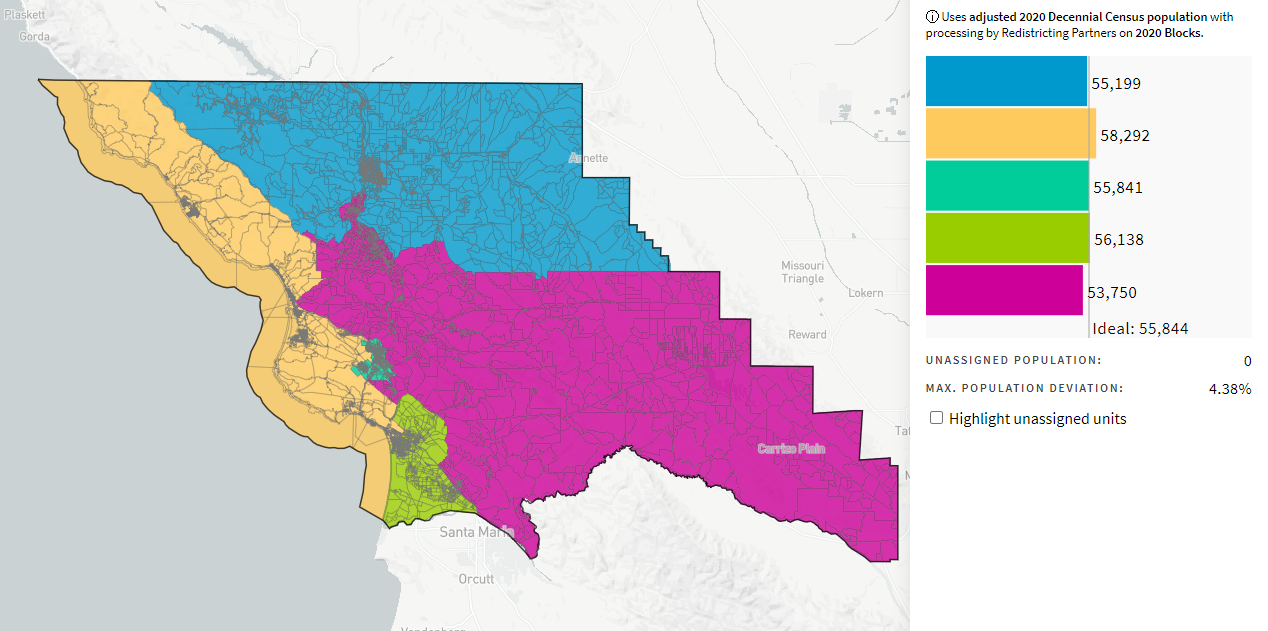 Plaskett
Gorda
Annette
Missouri
Triangle
Lokern
Reward
Carrizo Plain
Santa Maria
Orcutt
Uses adjusted 2020 Decennial Census population with
processing by Redistricting Partners on 2020 Blocks.
55,199
58,292
55,841
56,138
53,750
Ideal: 55,844
UNASSIGNED POPULATION: 0
MAX. POPULATION DEVIATION: 4.38%
Highlight unassigned units